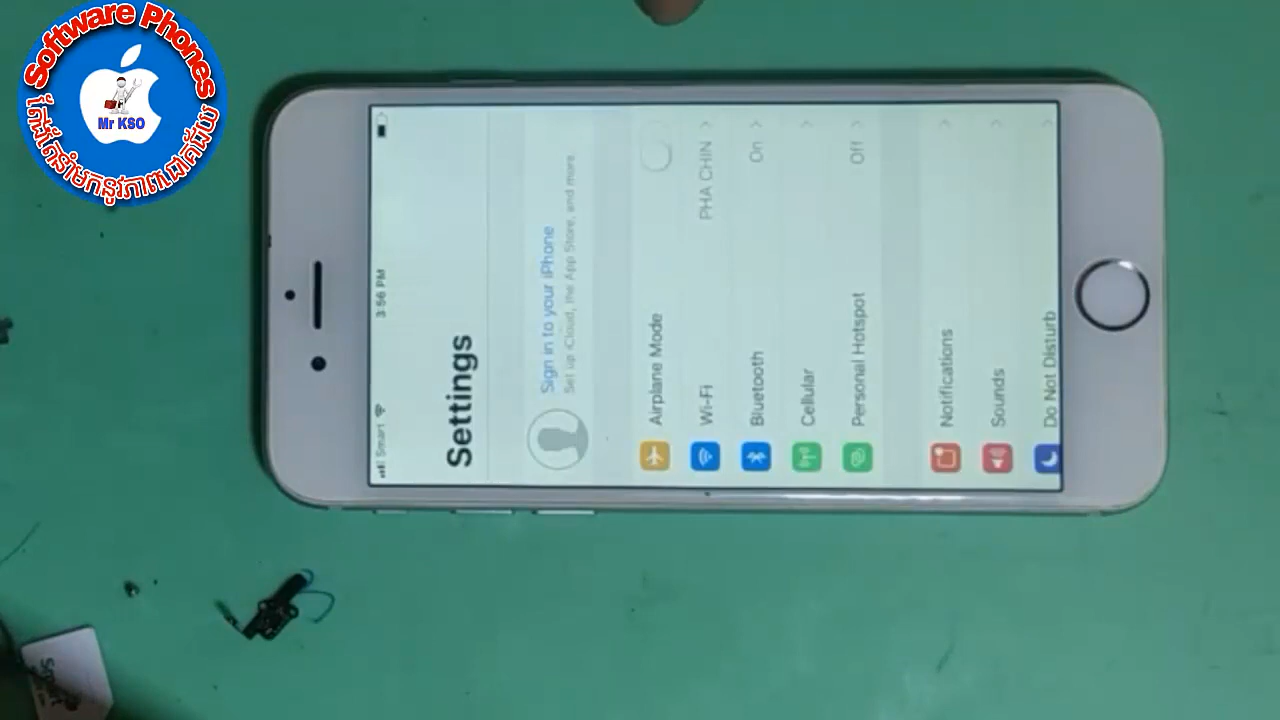 Software Phones
Mr KSO
Smart
3:56 PM
Settings
Sign in to your iPhone
Set up iCloud, the App Store, and more
Airplane Mode
Wi-Fi
PHA CHIN
Bluetooth
On
Cellular
Personal Hotspot
Off
Notifications
Sounds
Do Not Disturb
Smart